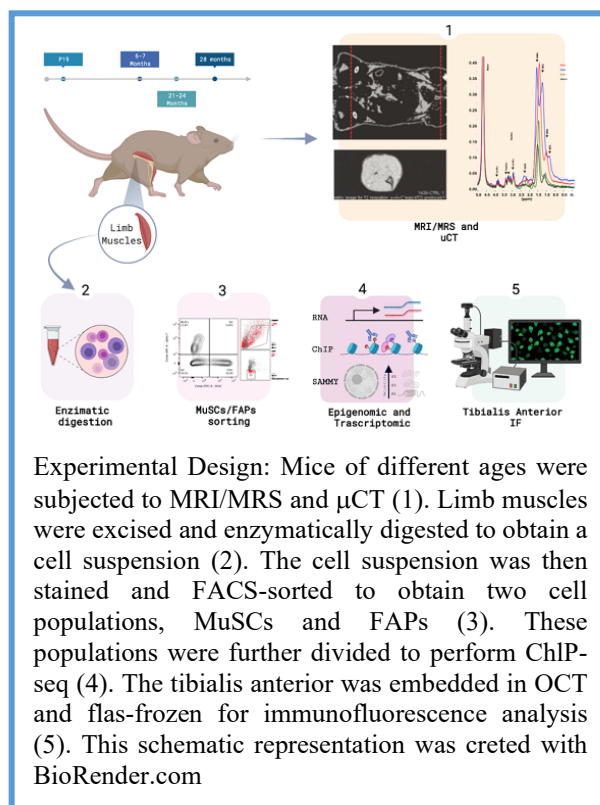 1
P19
6-7
Months
28 months
21-24
Months
Limb
Muscles
MRI/MRS and
uCT
2
3
4
5
RNA
ChIP
SAMMY
Enzimatic
digestion
MuSCs/FAPs
sorting
Epigenomic and
Trascriptomic
Tibialis Anterior
IF
Experimental Design: Mice of different ages were
subjected to MRI/MRS and μCT (1). Limb muscles
were excised and enzymatically digested to obtain a
cell suspension (2). The cell suspension was then
stained and FACS-sorted to obtain two cell
populations, MuSCs and FAPs (3). These
populations were further divided to perform ChlP-
seq (4). The tibialis anterior was embedded in OCT
and flas-frozen for immunofluorescence analysis
(5). This schematic representation was creted with
BioRender.com